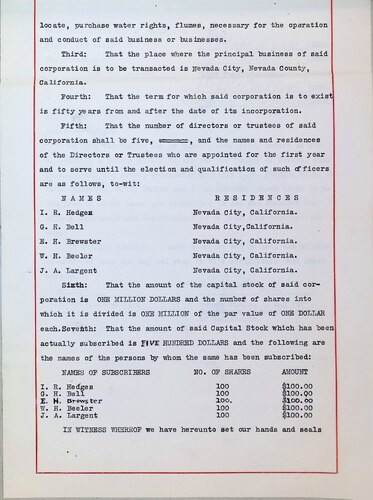 locate, purchase water rights, flumes, necessary for the operation
and conduct of said business or businesses.
Third: That the place where the principal business of said
corporation is to be transacted is Nevada City, Nevada County,
California.
Fourth: That the term for which said corporation is to exist
is fifty years from and after the date of its incorporation.
Fifth: That the number of directors or trustees of said
corporation shall be five, , and the names and residences
of the Directors or Trustees who are appointed for the first year
and to serve until the election and qualification of such officers
are as follows, to-wit:
NAMES RESIDENCES
I. R. Hedges Nevada City, California.
G. H. Bell Nevada City,California.
E. H. Brewster Nevada City, California.
W. H. Beeler Nevada City, California.
J. A. Largent Nevada City, California.
Sixth: That the amount of the capital stock of said cor-
poration is ONE MILLION DOLLARS and the number of shares into
which it is divided is ONE MILLION of the par value of ONE DOLLAR
each.Seventh: That the amount of said Capital Stock which has been
actually subscribed is FIVE HUNDRED DOLLARS and the following are
the names of the persons by whom the same has been subscribed:
NAMES OF SUBSCRIBERS NO. OF SHARES AMOUNT
I. R. Hedges 100 $100.00
G. H. Bell 100 $100.00
E. H. Brewster 100. $100.00
W. H. Beeler 100 $100.00
J. A. Largent 100 $100.00
IN WITNESS WHEREOF we have hereunto set our hands and seals